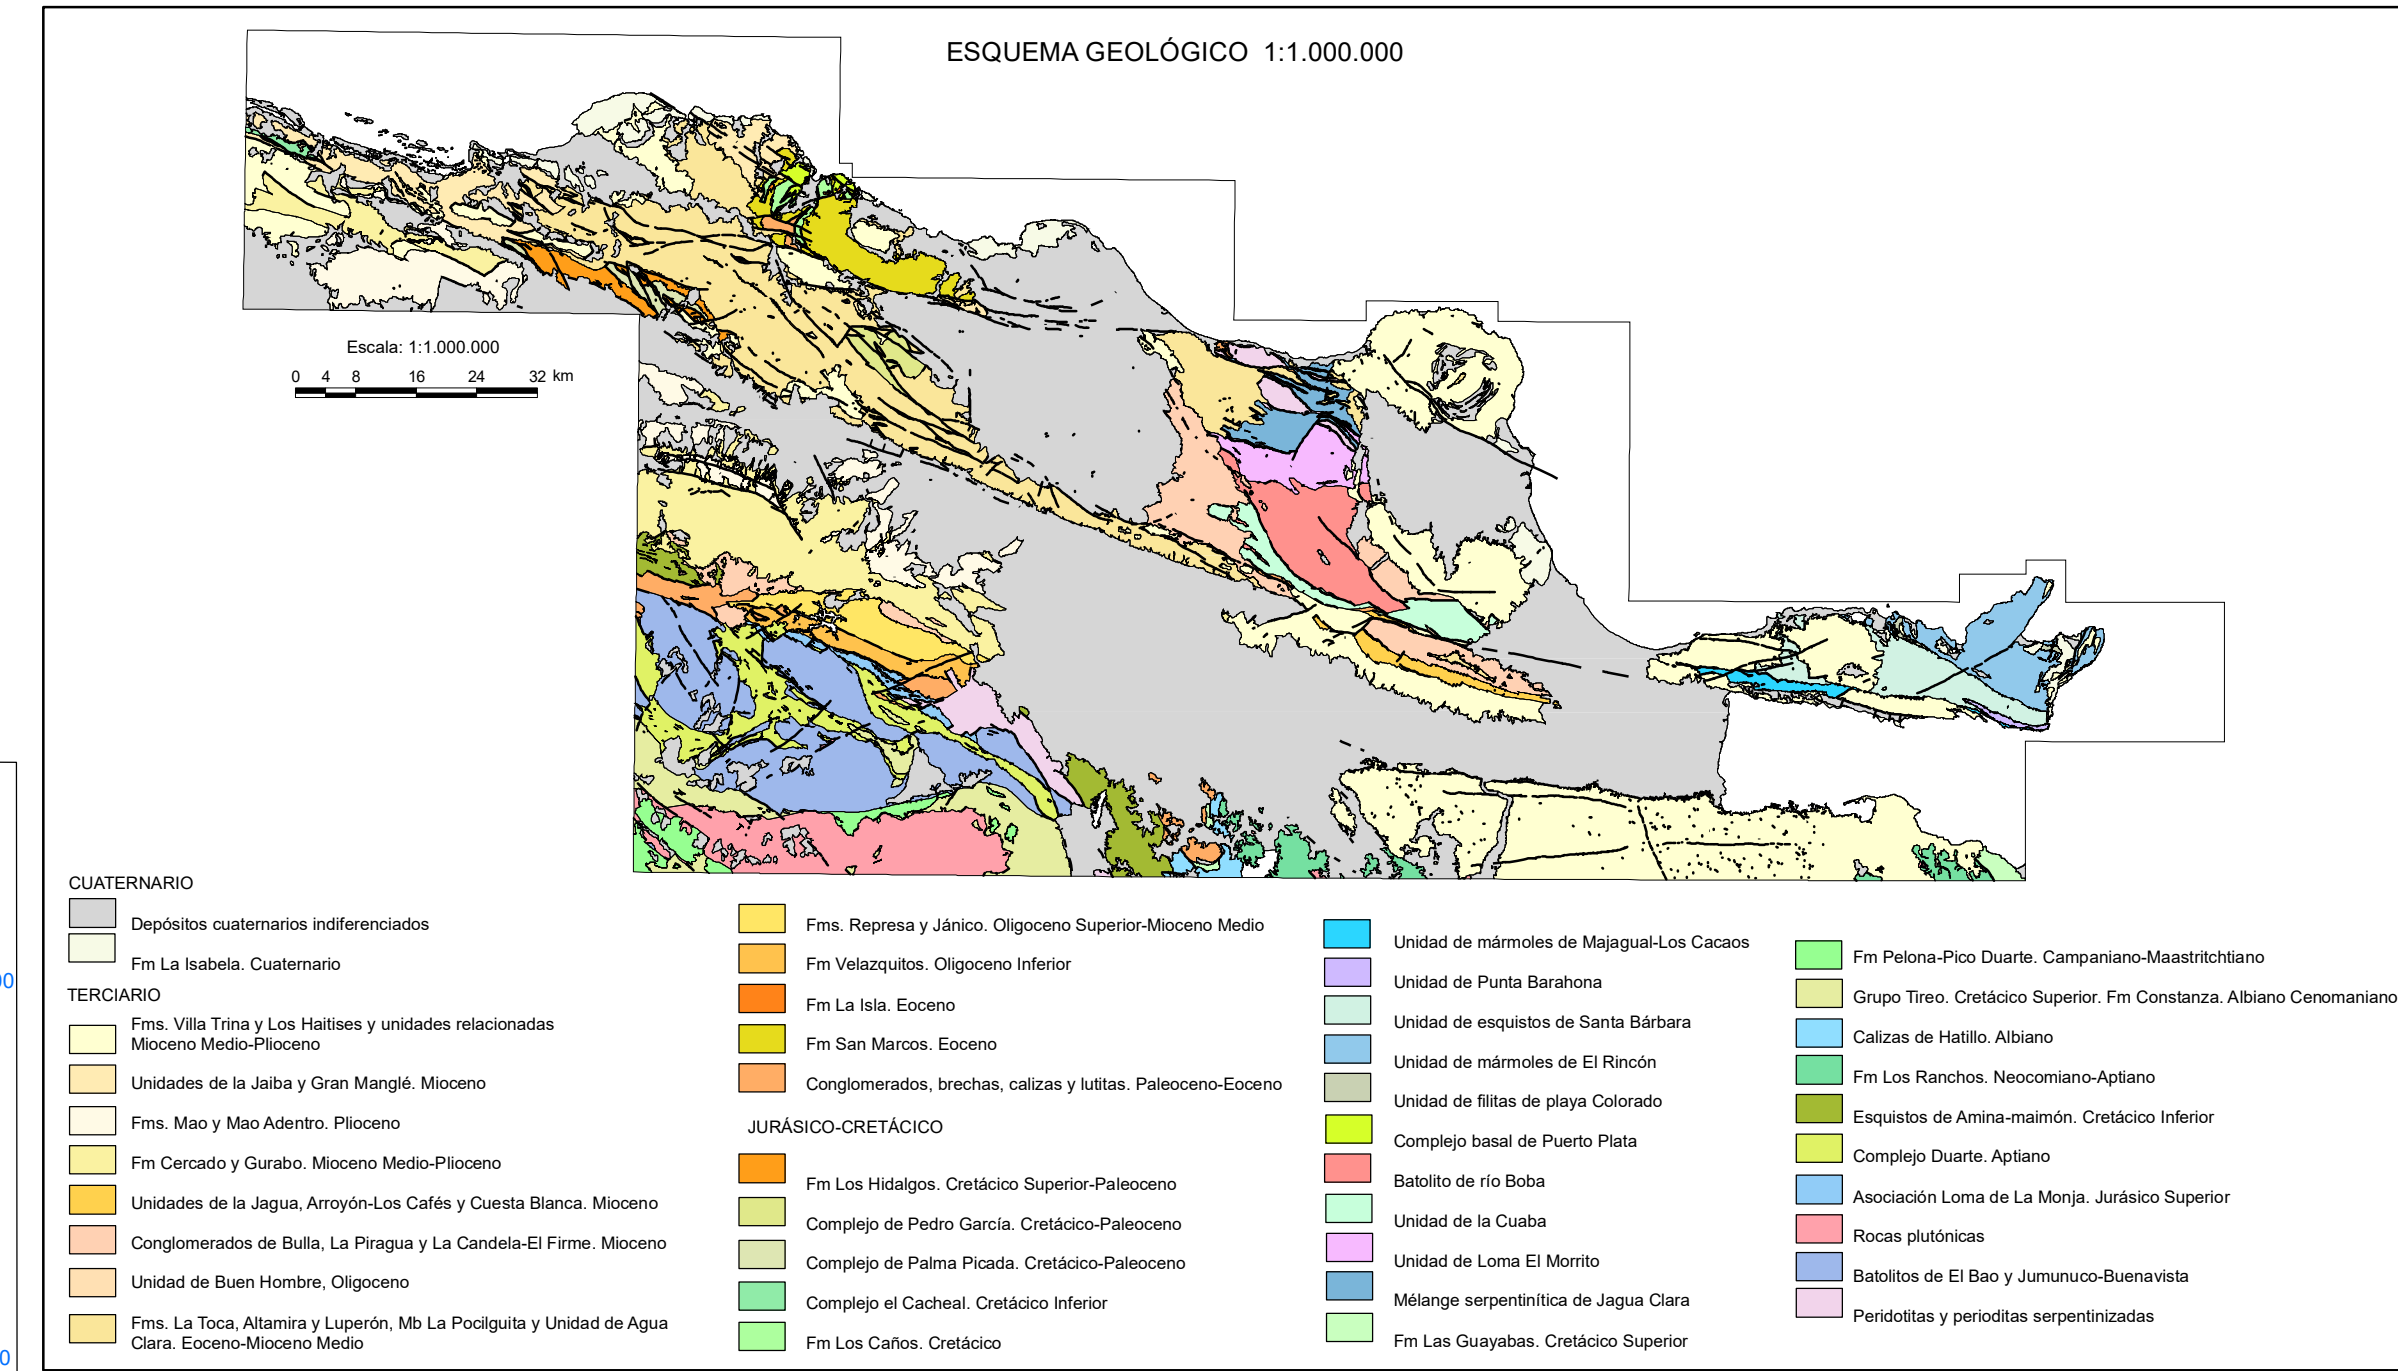 ESQUEMA GEOLÓGICO 1:1.000.000
Escala: 1:1.000.000
0 4 8 16 24 32 km
CUATERNARIO
Depósitos cuaternarios indiferenciados
Fm La Isabela. Cuaternario
TERCIARIO
Fms. Villa Trina y Los Haitises y unidades relacionadas
Mioceno Medio-Plioceno
Unidades de la Jaiba y Gran Manglé. Mioceno
Fms. Mao y Mao Adentro. Plioceno
Fm Cercado y Gurabo. Mioceno Medio-Plioceno
Unidades de la Jagua, Arroyón-Los Cafés y Cuesta Blanca. Mioceno
Conglomerados de Bulla, La Piragua y La Candela-El Firme. Mioceno
Unidad de Buen Hombre, Oligoceno
Fms. La Toca, Altamira y Luperón, Mb La Pocilguita y Unidad de Agua
Clara. Eoceno-Mioceno Medio
Fms. Represa y Jánico. Oligoceno Superior-Mioceno Medio
Fm Velazquitos. Oligoceno Inferior
Fm La Isla. Eoceno
Fm San Marcos. Eoceno
Conglomerados, brechas, calizas y lutitas. Paleoceno-Eoceno
JURÁSICO-CRETÁCICO
Fm Los Hidalgos. Cretácico Superior-Paleoceno
Complejo de Pedro García. Cretácico-Paleoceno
Complejo de Palma Picada. Cretácico-Paleoceno
Complejo el Cacheal. Cretácico Inferior
Fm Los Caños. Cretácico
Unidad de mármoles de Majagual-Los Cacaos
Unidad de Punta Barahona
Unidad de esquistos de Santa Bárbara
Unidad de mármoles de El Rincón
Unidad de filitas de playa Colorado
Complejo basal de Puerto Plata
Batolito de río Boba
Unidad de la Cuaba
Unidad de Loma El Morrito
Mélange serpentinítica de Jagua Clara
Fm Las Guayabas. Cretácico Superior
Fm Pelona-Pico Duarte. Campaniano-Maastritchtiano
Grupo Tireo. Cretácico Superior. Fm Constanza. Albiano Cenomaniano
Calizas de Hatillo. Albiano
Fm Los Ranchos. Neocomiano-Aptiano
Esquistos de Amina-maimón. Cretácico Inferior
Complejo Duarte. Aptiano
Asociación Loma de La Monja. Jurásico Superior
Rocas plutónicas
Batolitos de El Bao y Jumunuco-Buenavista
Peridotitas y perioditas serpentinizadas